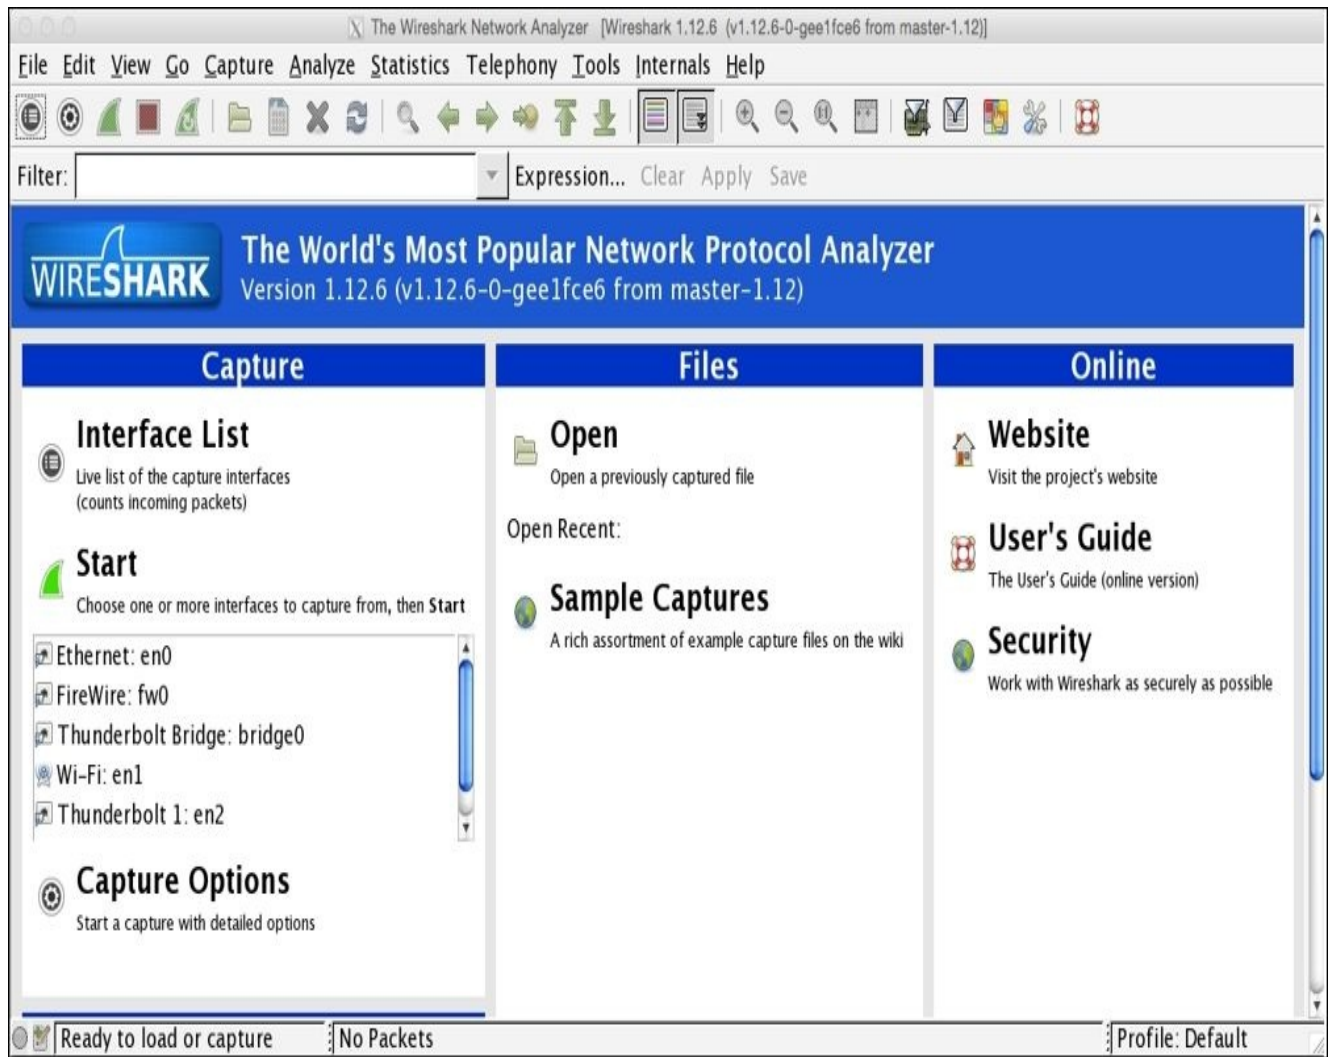 The Wireshark Network Analyzer [Wireshark 1.12.6 (v1.12.6-0-gee1fce6 from master-1.12)]
File Edit View Go Capture Analyze Statistics Telephony Tools Internals Help
Filter: Expression... Clear Apply Save
WIRESHARK
The World's Most Popular Network Protocol Analyzer
Version 1.12.6 (v1.12.6-0-gee1fce6 from master-1.12)
Capture
Interface List
Live list of the capture interfaces
(counts incoming packets)
Start
Choose one or more interfaces to capture from, then Start
Ethernet: en0
FireWire: fw0
Thunderbolt Bridge: bridge0
Wi-Fi: en1
Thunderbolt 1: en2
Capture Options
Start a capture with detailed options
Files
Open
Open a previously captured file
Open Recent:
Sample Captures
A rich assortment of example capture files on the wiki
Online
Website
Visit the project's website
User's Guide
The User's Guide (online version)
Security
Work with Wireshark as securely as possible
Ready to load or capture No Packets Profile: Default